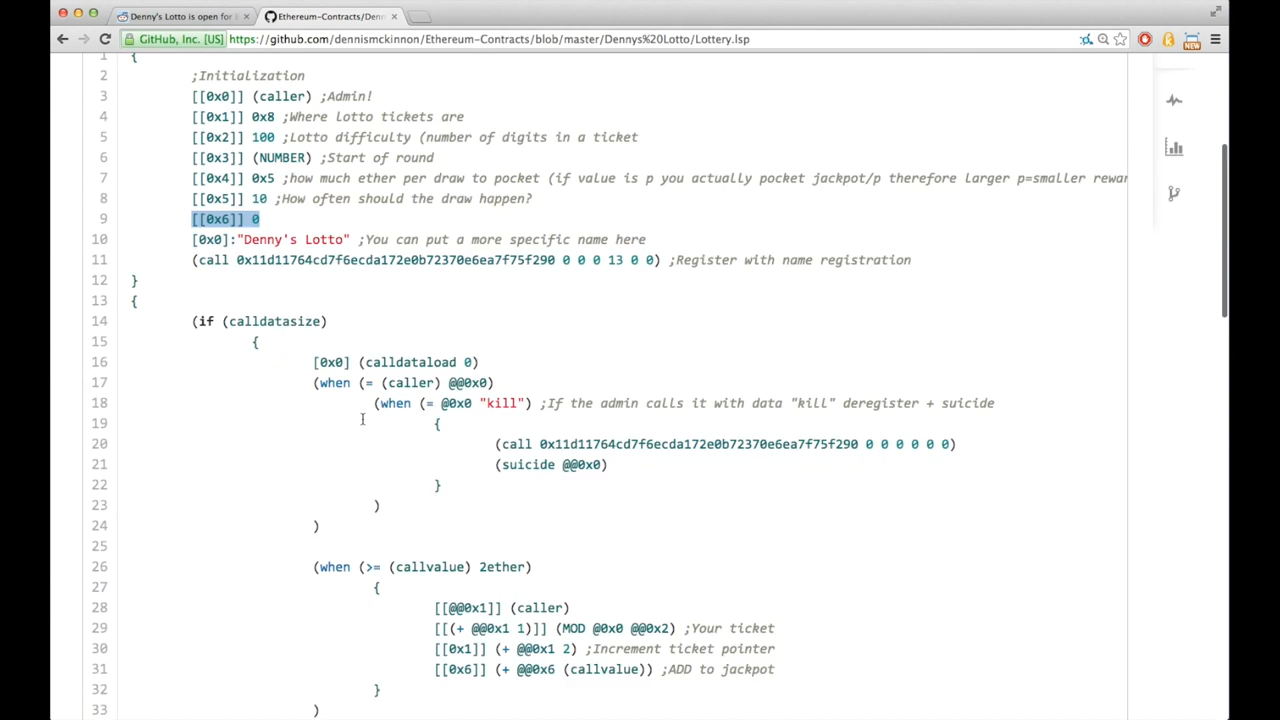 Denny's Lotto is open for
Ethereum-Contracts/Denn
GitHub, Inc. [US]
https://github.com/dennismckinnon/Ethereum-Contracts/blob/master/Dennys%20Lotto/Lottery.lsp
NEW
1 {
2 ;Initialization
3 [[0x0]] (caller) ;Admin!
4 [[0x1]] 0x8 ;Where Lotto tickets are
5 [[0x2]] 100 ;Lotto difficulty (number of digits in a ticket
6 [[0x3]] (NUMBER) ;Start of round
7 [[0x4]] 0x5 ;how much ether per draw to pocket (if value is p you actually pocket jackpot/p therefore larger p=smaller rewar
8 [[0x5]] 10 ;How often should the draw happen?
9 [[0x6]] 0
10 [0x0]:"Denny's Lotto" ;You can put a more specific name here
11 (call 0x11d11764cd7f6ecda172e0b72370e6ea7f75f290 0 0 0 13 0 0) ;Register with name registration
12 }
13 {
14 (if (calldatasize)
15 {
16 [0x0] (calldataload 0)
17 (when (= (caller) @@0x0)
18 (when (= @0x0 "kill") ;If the admin calls it with data "kill" deregister + suicide
19 {
20 (call 0x11d11764cd7f6ecda172e0b72370e6ea7f75f290 0 0 0 0 0 0)
21 (suicide @@0x0)
22 }
23 )
24 )
25
26 (when (>= (callvalue) 2ether)
27 {
28 [[@@0x1]] (caller)
29 [[(+ @@0x1 1)]] (MOD @0x0 @@0x2) ;Your ticket
30 [[0x1]] (+ @@0x1 2) ;Increment ticket pointer
31 [[0x6]] (+ @@0x6 (callvalue)) ;ADD to jackpot
32 }
33 )